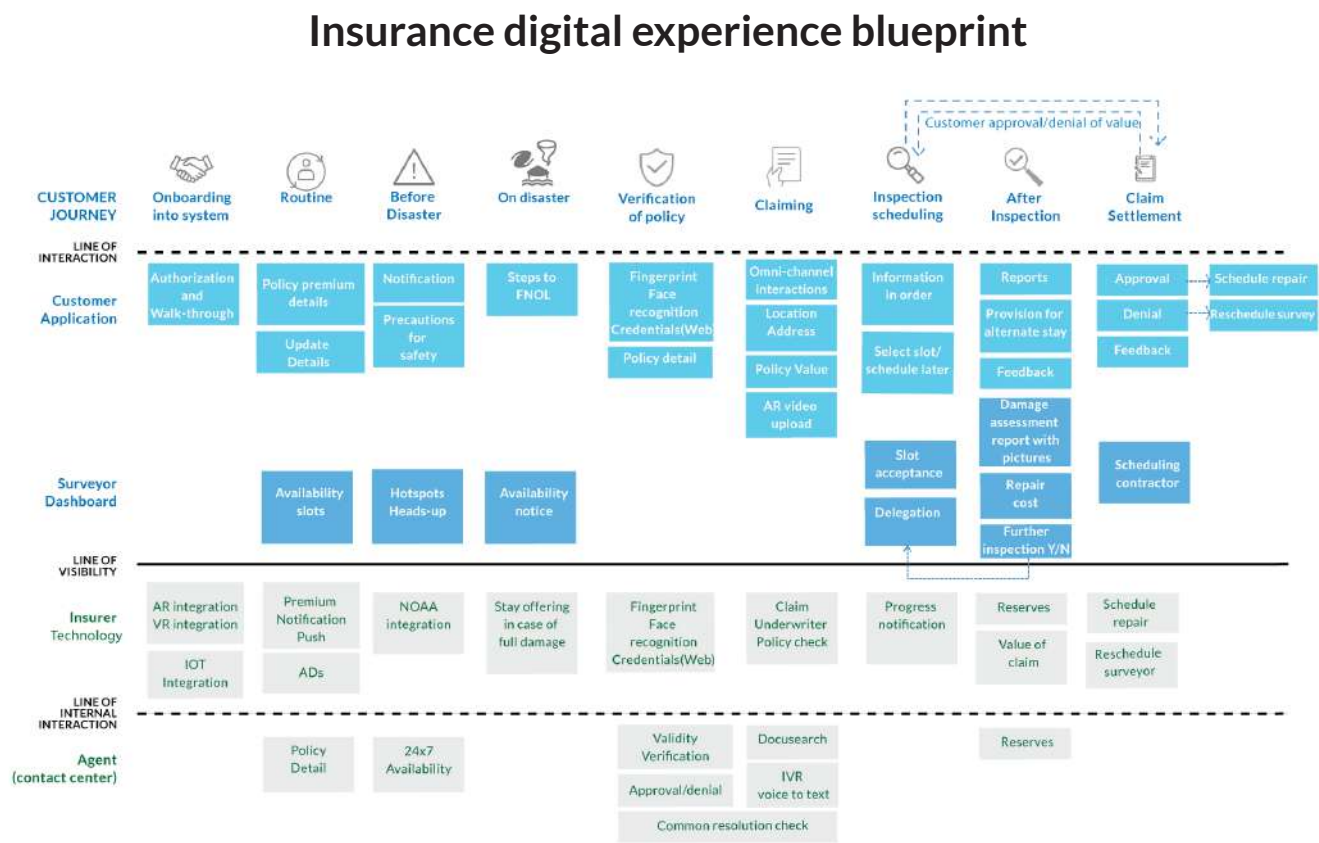 Insurance digital experience blueprint
Customer approval/denial of value
CUSTOMER
JOURNEY
Onboarding
into system
Routine
Before
Disaster
On disaster
Verification
of policy
Claiming
Inspection
scheduling
After
Inspection
Claim
Settlement
LINE OF
INTERACTION
Customer
Application
Authorization
and
Walk-through
Policy premium
details
Update
Details
Notification
Precautions
for
safety
Steps to
FNOL
Fingerprint
Face
recognition
Credentials(Web
Policy detail
Omni-channel
interactions
Location
Address
Policy Value
AR video
upload
Information
in order
Select slot/
schedule later
Reports
Provision for
alternate stay
Feedback
Approval
Denial
Feedback
Schedule repair
Reschedule survey
Surveyor
Dashboard
Availability
slots
Hotspots
Heads-up
Availability
notice
Slot
acceptance
Delegation
Damage
assessment
report with
pictures
Repair
cost
Further
inspection Y/N
Scheduling
contractor
LINE OF
VISIBILITY
Insurer
Technology
AR integration
VR integration
IOT
Integration
Premium
Notification
Push
ADs
NOAA
integration
Stay offering
in case of
full damage
Fingerprint
Face
recognition
Credentials(Web)
Claim
Underwriter
Policy check
Progress
notification
Reserves
Value of
claim
Schedule
repair
Reschedule
surveyor
LINE OF
INTERNAL
INTERACTION
Agent
(contact center)
Policy
Detail
24x7
Availability
Validity
Verification
Approval/denial
Docusearch
IVR
voice to text
Common resolution check
Reserves